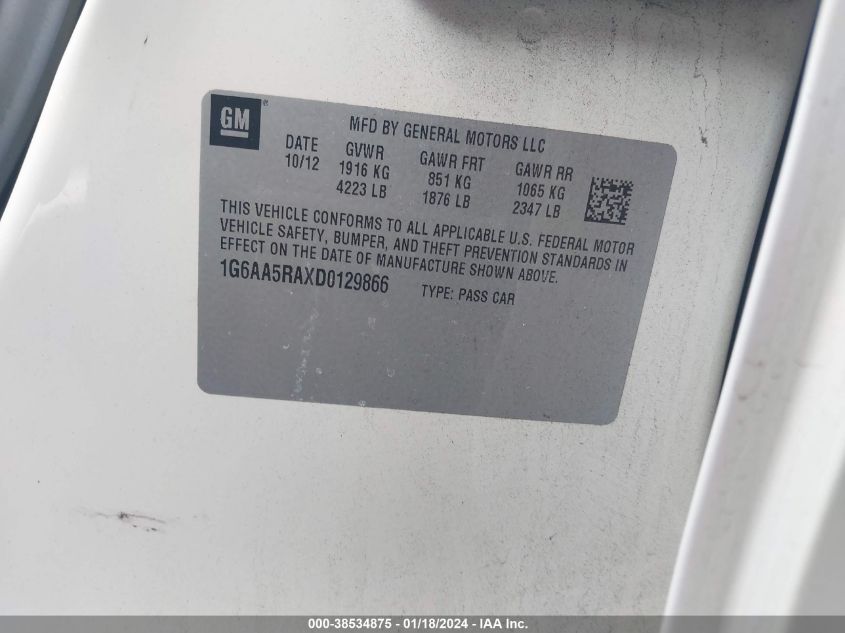 GM®
MFD BY GENERAL MOTORS LLC
DATE GVWR GAWR FRT GAWR RR
10/12 1916 KG 851 KG 1065 KG
4223 LB 1876 LB 2347 LB
THIS VEHICLE CONFORMS TO ALL APPLICABLE U.S. FEDERAL MOTOR
VEHICLE SAFETY, BUMPER, AND THEFT PREVENTION STANDARDS IN
EFFECT ON THE DATE OF MANUFACTURE SHOWN ABOVE.
1G6AA5RAXD0129866 TYPE: PASS CAR
000-38534875 - 01/18/2024 - IAA Inc.